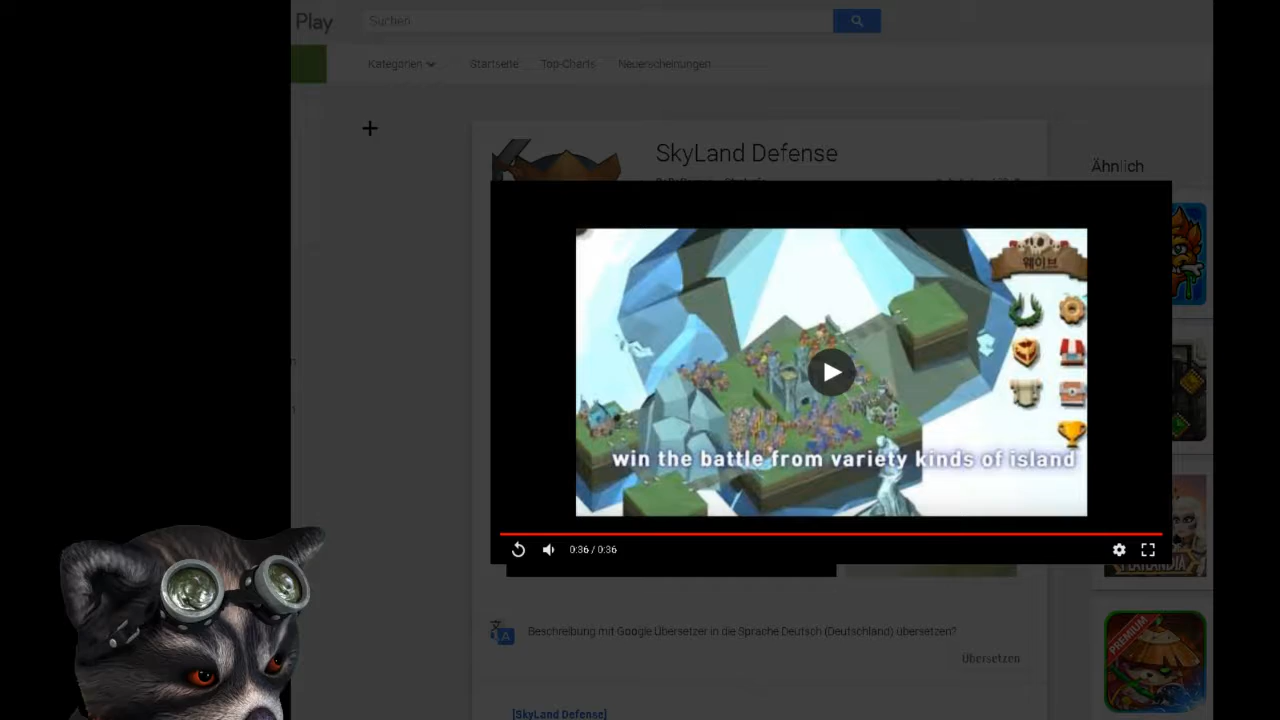 Play
Suchen
Kategorien
Startseite
Top-Charts
Neuerscheinungen
SkyLand Defense
Ähnlich
웨이브
win the battle from variety kinds of island
0:36 / 0:36
PREMIUM
Beschreibung mit Google Übersetzer in die Sprache Deutsch (Deutschland) übersetzen?
Übersetzen
[SkyLand Defense]